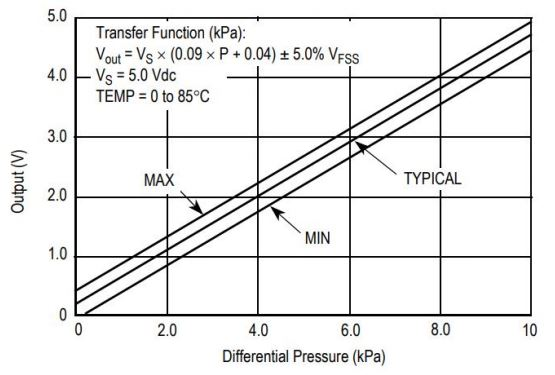 5.0
Transfer Function (kPa):
Vout = VS × (0.09 × P + 0.04) ± 5.0% VFSS
VS = 5.0 Vdc
TEMP = 0 to 85°C
4.0
3.0
2.0
1.0
0
Output (V)
MAX
TYPICAL
MIN
0 2.0 4.0 6.0 8.0 10
Differential Pressure (kPa)